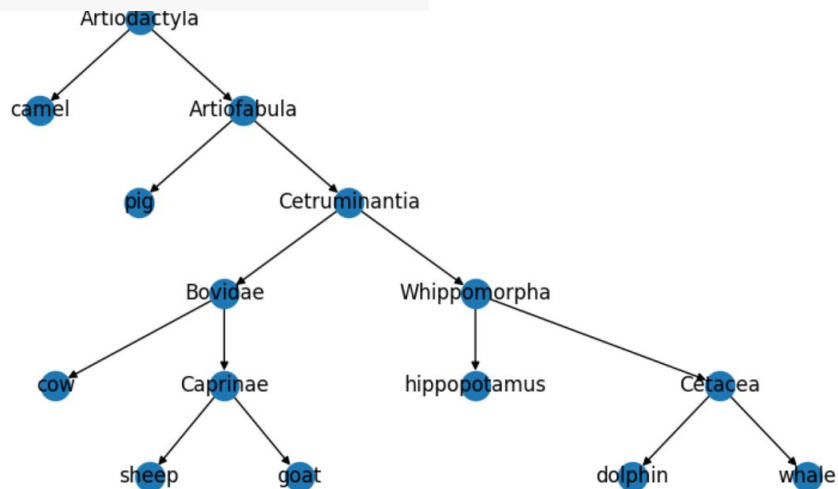 Artiodactyla
camel Artiofabula
pig Cetruminantia
Bovidae Whippomorpha
cow Caprinae hippopotamus Cetacea
sheep goat dolphin whale